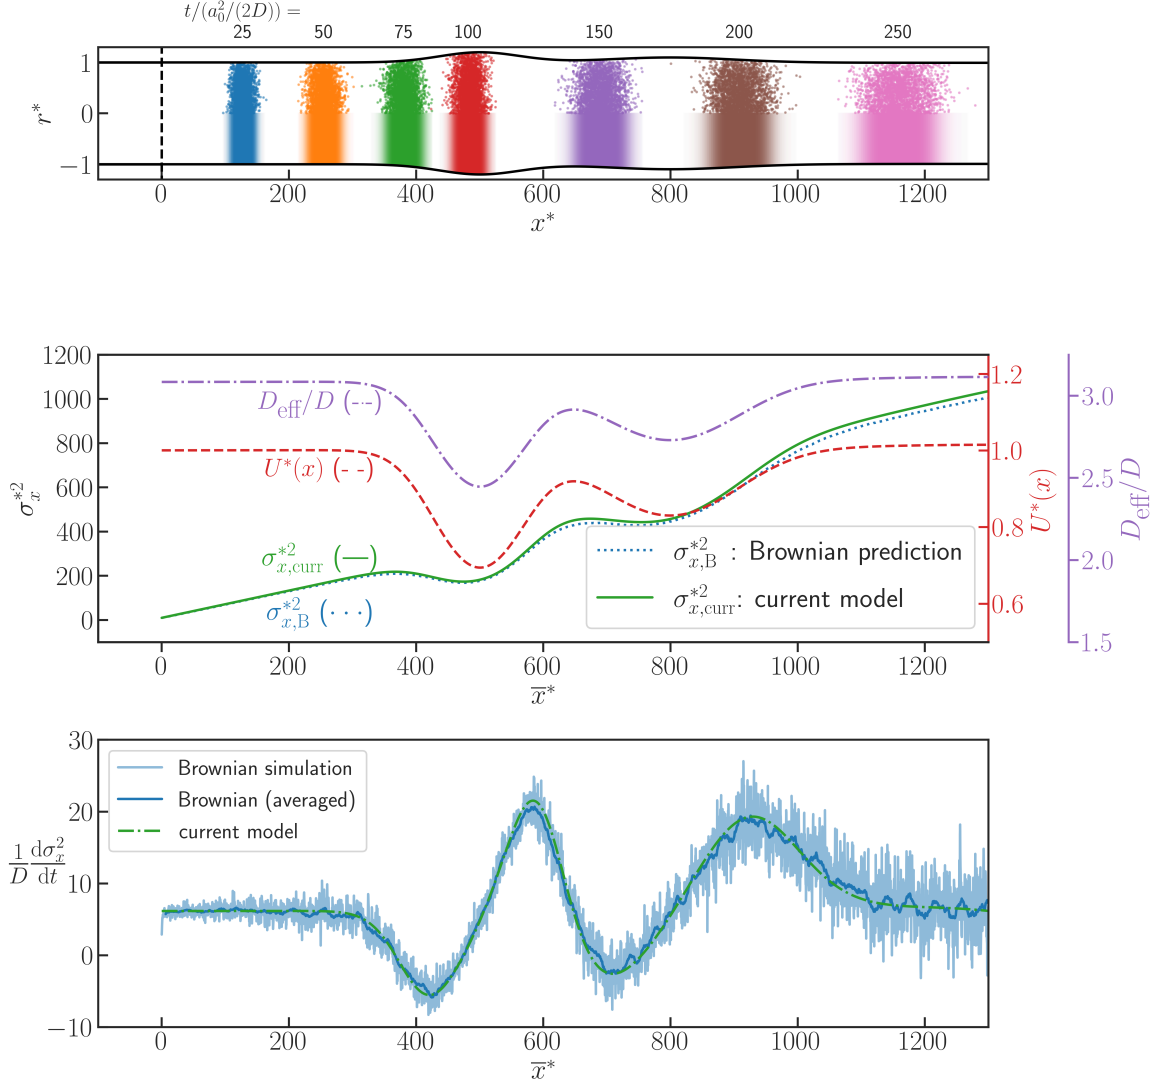 t/(a₀²/(2D)) =
25 50 75 100 150 200 250
1
0
−1
r*
0 200 400 600 800 1000 1200
x*
1200
1000
800
600
400
200
0
σₓ*²
D_eff/D (-·-)
U*(x) (- -)
σ*²_x,curr (—)
σ*²_x,B (· · ·)
σ*²_x,B : Brownian prediction
σ*²_x,curr: current model
1.2
1.0
0.8
0.6
U*(x)
3.0
2.5
2.0
1.5
D_eff/D
0 200 400 600 800 1000 1200
x̄*
30
20
10
0
−10
1/D dσₓ²/dt
Brownian simulation
Brownian (averaged)
current model
0 200 400 600 800 1000 1200
x̄*